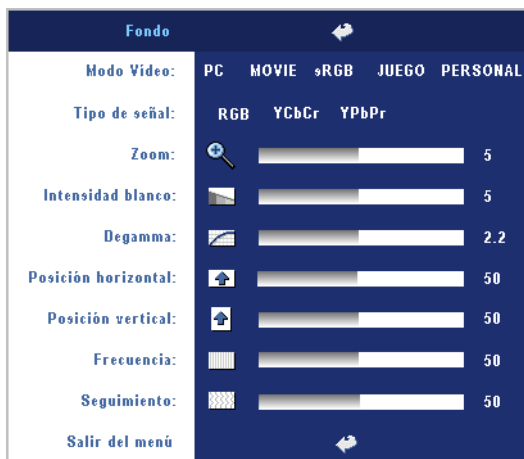 Fondo
Modo Vídeo: PC MOVIE sRGB JUEGO PERSONAL
Tipo de señal: RGB YCbCr YPbPr
Zoom: 5
Intensidad blanco: 5
Degamma: 2.2
Posición horizontal: 50
Posición vertical: 50
Frecuencia: 50
Seguimiento: 50
Salir del menú